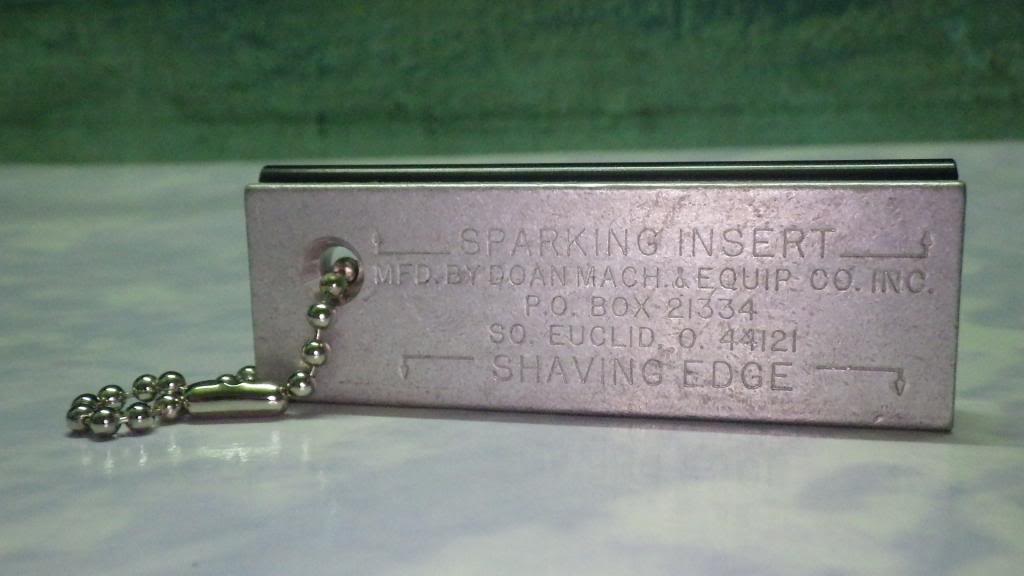 SPARKING INSERT
MFD. BY DOAN MACH. & EQUIP. CO. INC.
P.O. BOX 21334
SO. EUCLID, O. 44121
SHAVING EDGE